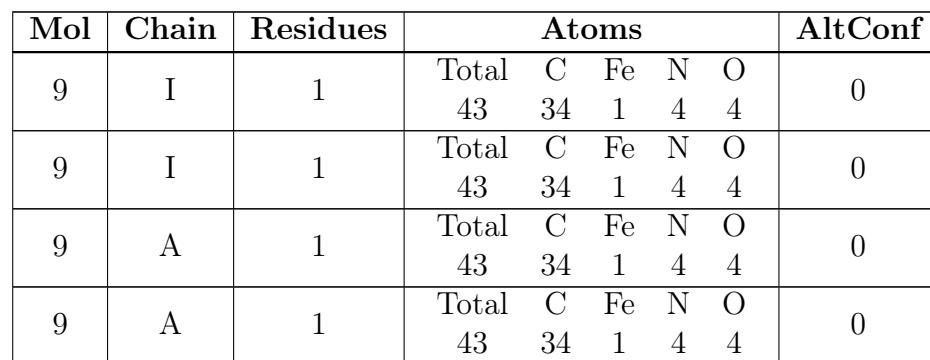 Mol Chain Residues Atoms AltConf
9 I 1 Total C Fe N O 0
43 34 1 4 4
9 I 1 Total C Fe N O 0
43 34 1 4 4
9 A 1 Total C Fe N O 0
43 34 1 4 4
9 A 1 Total C Fe N O 0
43 34 1 4 4